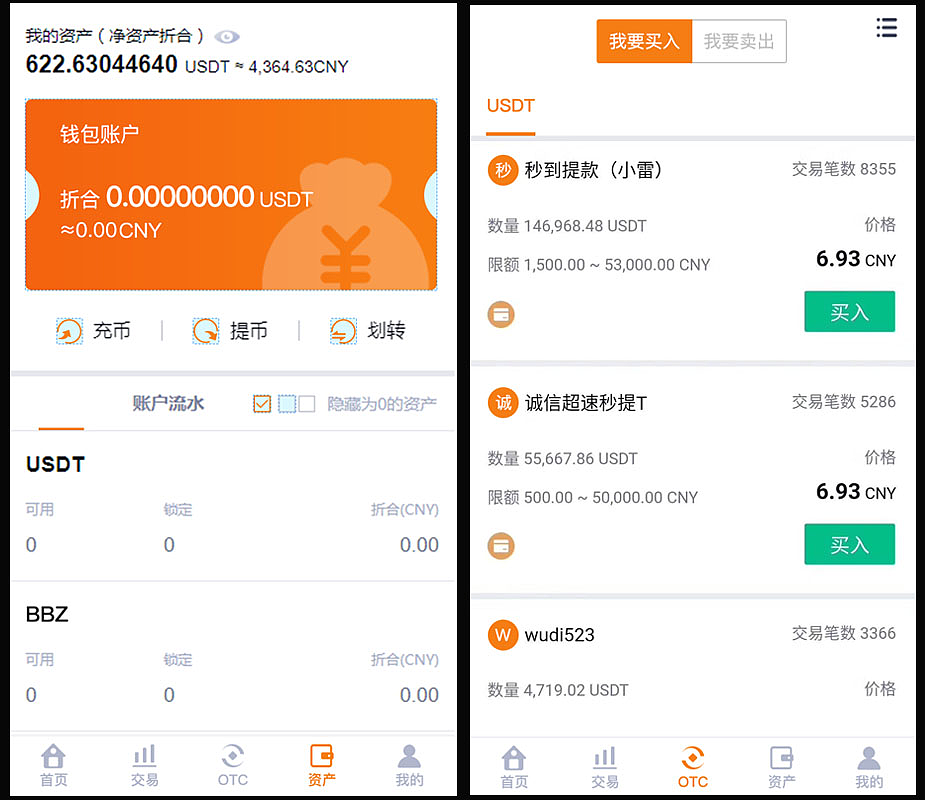 我的资产（净资产折合）
622.63044640 USDT ≈ 4,364.63CNY
钱包账户
折合 0.00000000 USDT
≈0.00CNY
充币
提币
划转
账户流水
隐藏为0的资产
USDT
可用 锁定 折合(CNY)
0 0 0.00
BBZ
可用 锁定 折合(CNY)
0 0 0.00
首页 交易 OTC 资产 我的
我要买入 我要卖出
USDT
秒 秒到提款（小雷） 交易笔数 8355
数量 146,968.48 USDT 价格
限额 1,500.00 ~ 53,000.00 CNY 6.93 CNY
买入
诚 诚信超速秒提T 交易笔数 5286
数量 55,667.86 USDT 价格
限额 500.00 ~ 50,000.00 CNY 6.93 CNY
买入
W wudi523 交易笔数 3366
数量 4,719.02 USDT 价格
首页 交易 OTC 资产 我的